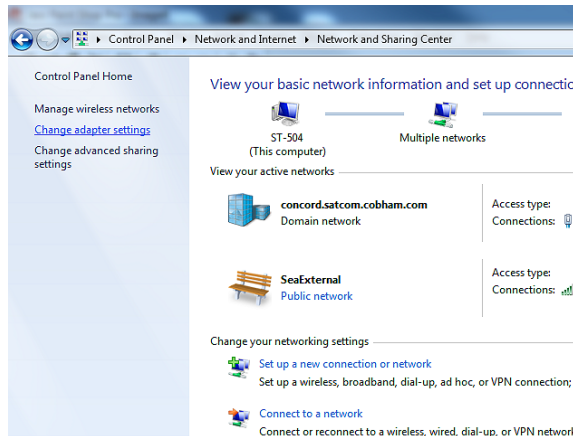 Control Panel ▸ Network and Internet ▸ Network and Sharing Center
Control Panel Home
Manage wireless networks
Change adapter settings
Change advanced sharing
settings
View your basic network information and set up connectio
ST-504
(This computer)
Multiple networks
View your active networks
concord.satcom.cobham.com
Domain network
Access type:
Connections:
SeaExternal
Public network
Access type:
Connections:
Change your networking settings
Set up a new connection or network
Set up a wireless, broadband, dial-up, ad hoc, or VPN connection;
Connect to a network
Connect or reconnect to a wireless, wired, dial-up, or VPN network